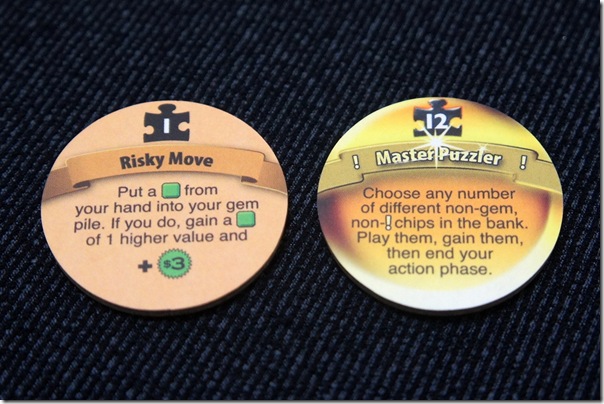 1
Risky Move
Put a from
your hand into your gem
pile. If you do, gain a
of 1 higher value and
+ $3
12
! Master Puzzler !
Choose any number
of different non-gem,
non-! chips in the bank.
Play them, gain them,
then end your
action phase.